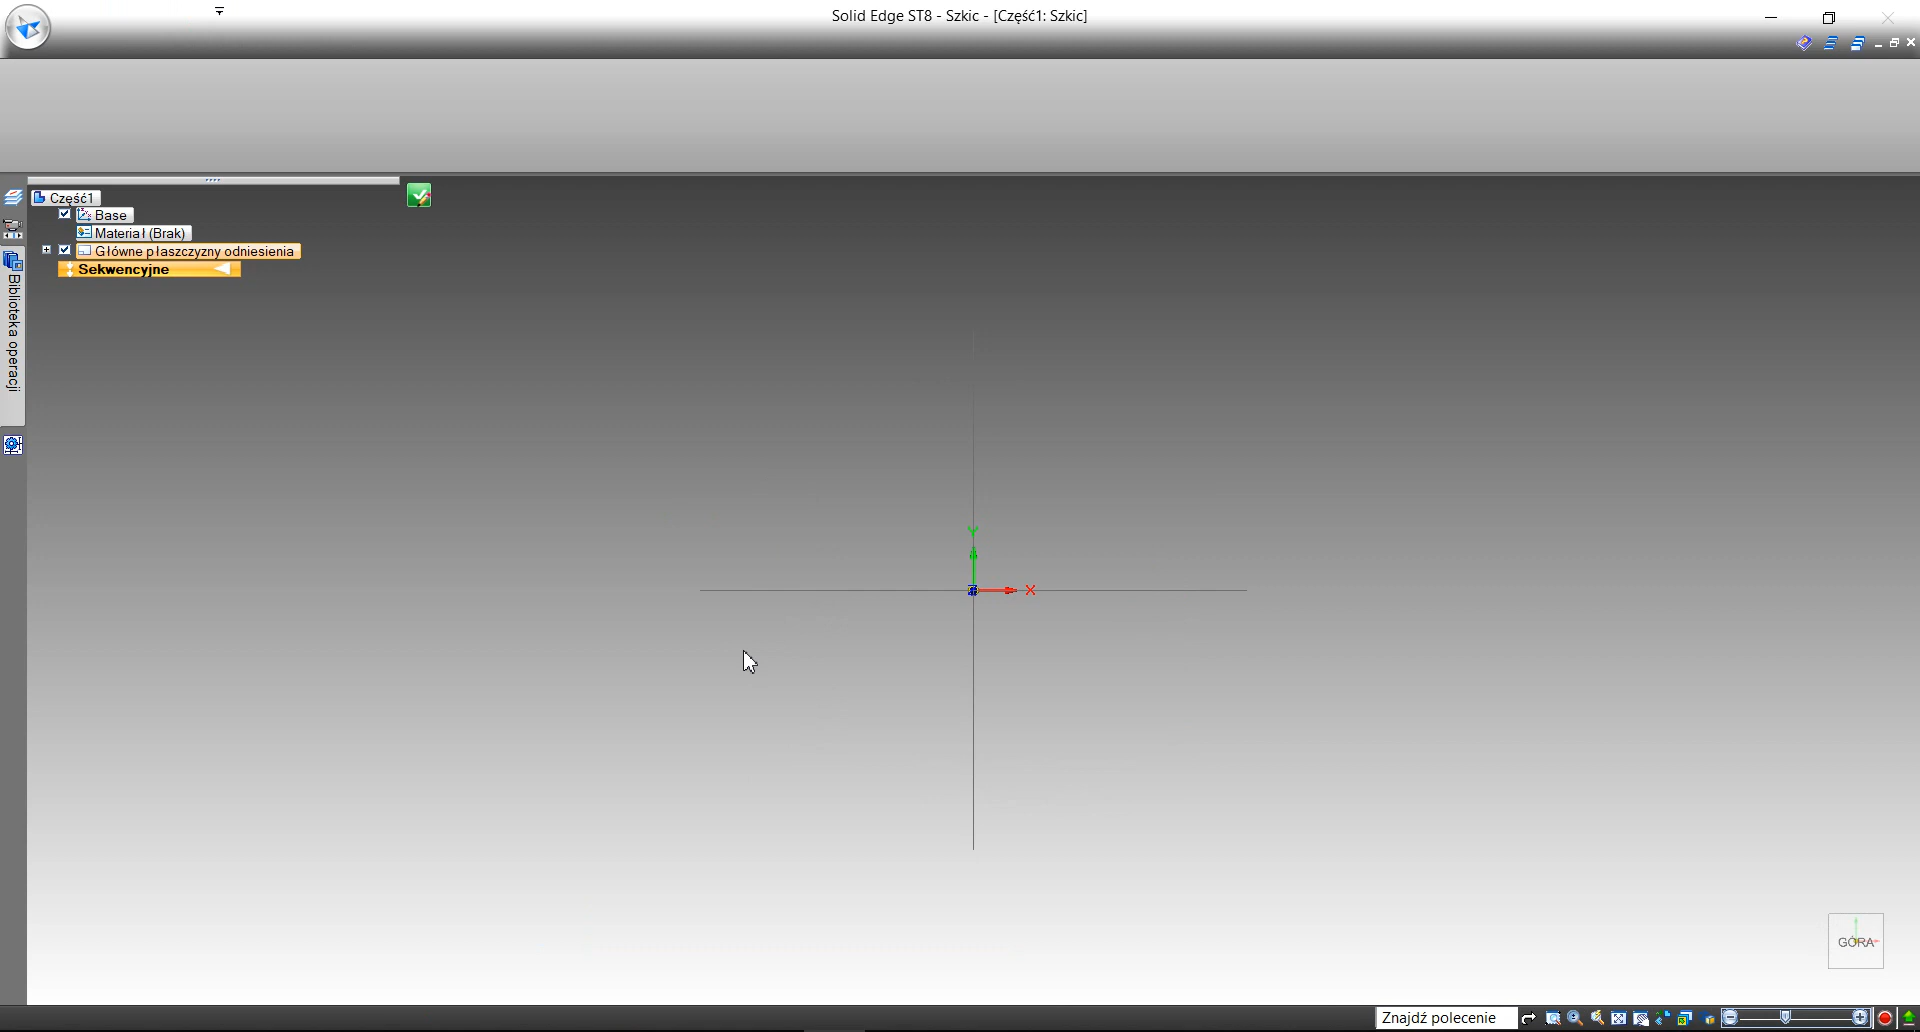 Solid Edge ST8 - Szkic - [Część1: Szkic]
Część1
Base
Materiał (Brak)
Główne płaszczyzny odniesienia
Sekwencyjne
Biblioteka operacji
Y
X
GÓRA
Znajdź polecenie